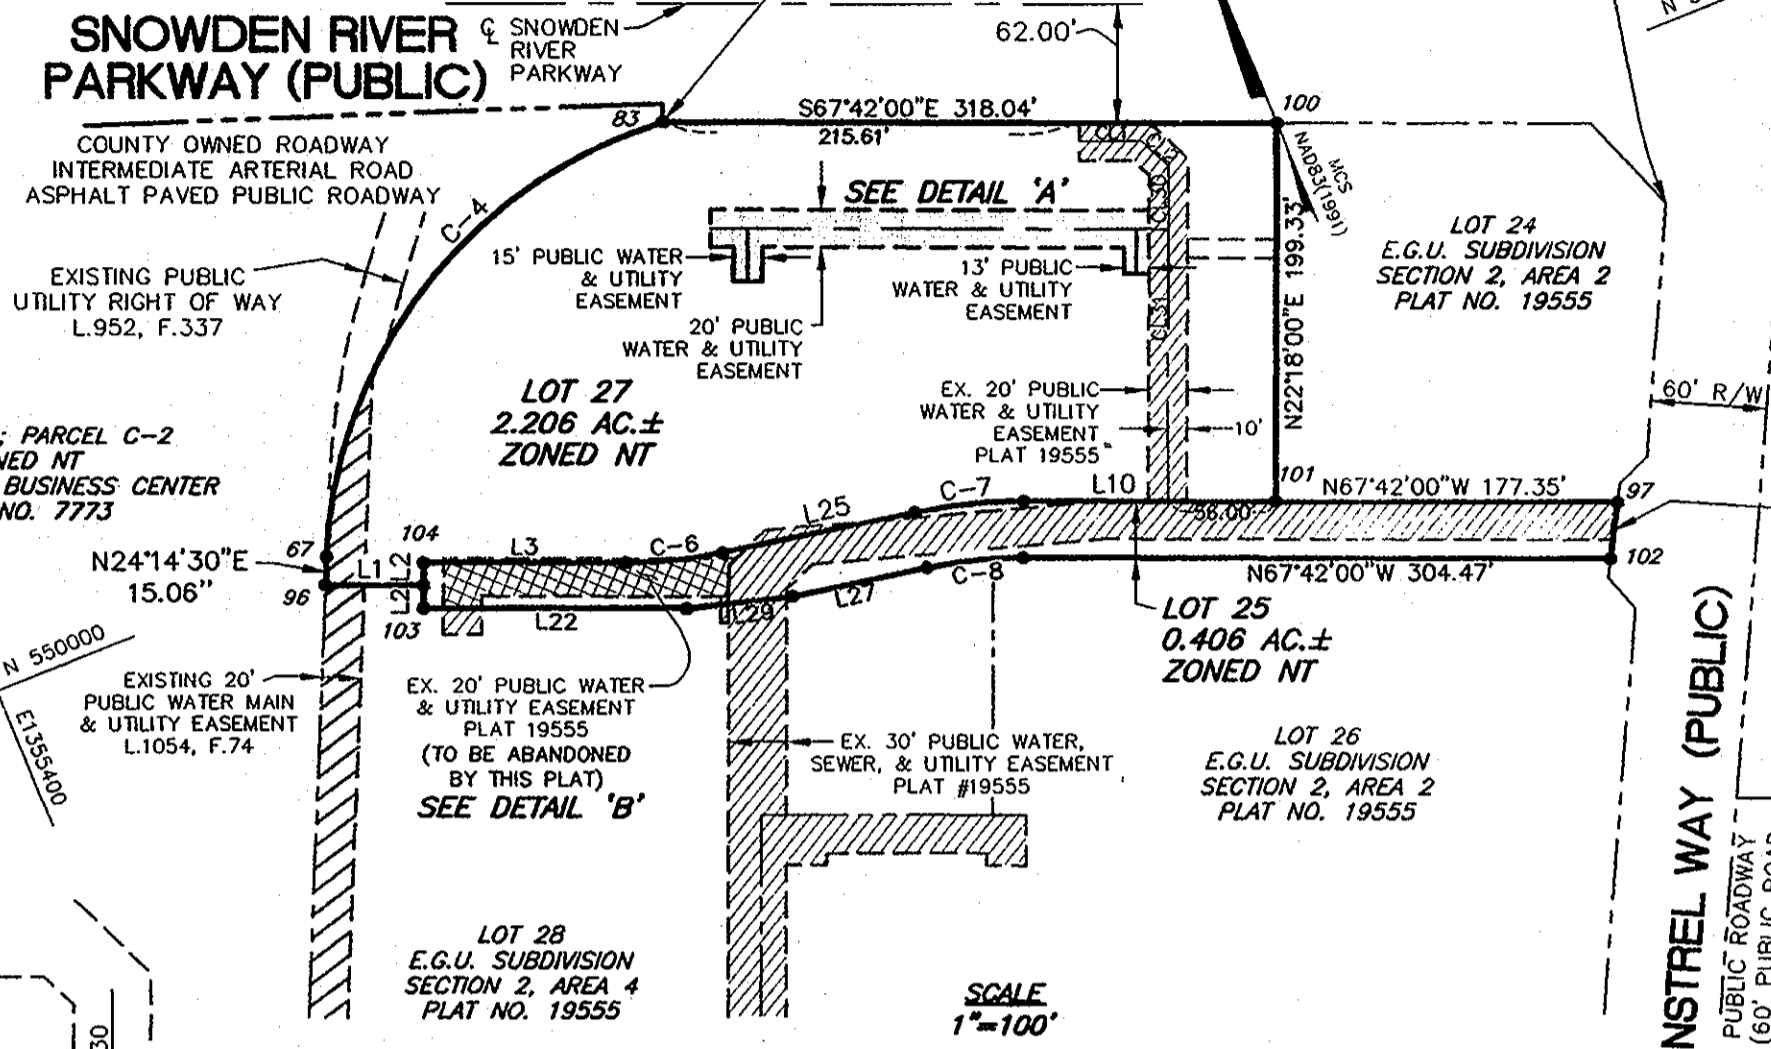 SNOWDEN RIVER
PARKWAY (PUBLIC)
℄ SNOWDEN
RIVER
PARKWAY
62.00'
COUNTY OWNED ROADWAY
INTERMEDIATE ARTERIAL ROAD
ASPHALT PAVED PUBLIC ROADWAY
83
S67°42'00"E 318.04'
215.61'
100
MCS
NAD83(1991)
C-4
CL1
CL30
CL31
SEE DETAIL 'A'
EXISTING PUBLIC
UTILITY RIGHT OF WAY
L.952, F.337
15' PUBLIC WATER
& UTILITY
EASEMENT
20' PUBLIC
WATER & UTILITY
EASEMENT
13' PUBLIC
WATER & UTILITY
EASEMENT
N22°18'00"E 199.33'
LOT 24
E.G.U. SUBDIVISION
SECTION 2, AREA 2
PLAT NO. 19555
LOT 27
2.206 AC.±
ZONED NT
EX. 20' PUBLIC
WATER & UTILITY
EASEMENT
PLAT 19555
10'
60' R/W
; PARCEL C-2
NED NT
BUSINESS CENTER
NO. 7773
101
N67°42'00"W 177.35'
97
L10
C-7
L25
56.00'
104
67
L3
C-6
N24°14'30"E
15.06"
L1
L2
96
103
L22
L29
L27
C-8
N67°42'00"W 304.47'
102
LOT 25
0.406 AC.±
ZONED NT
N 550000
E1355400
EXISTING 20'
PUBLIC WATER MAIN
& UTILITY EASEMENT
L.1054, F.74
EX. 20' PUBLIC WATER
& UTILITY EASEMENT
PLAT 19555
(TO BE ABANDONED
BY THIS PLAT)
SEE DETAIL 'B'
EX. 30' PUBLIC WATER,
SEWER, & UTILITY EASEMENT
PLAT #19555
LOT 26
E.G.U. SUBDIVISION
SECTION 2, AREA 2
PLAT NO. 19555
LOT 28
E.G.U. SUBDIVISION
SECTION 2, AREA 4
PLAT NO. 19555
SCALE
1"=100'
NSTREL WAY (PUBLIC)
PUBLIC ROADWAY
(60' PUBLIC ROAD
30